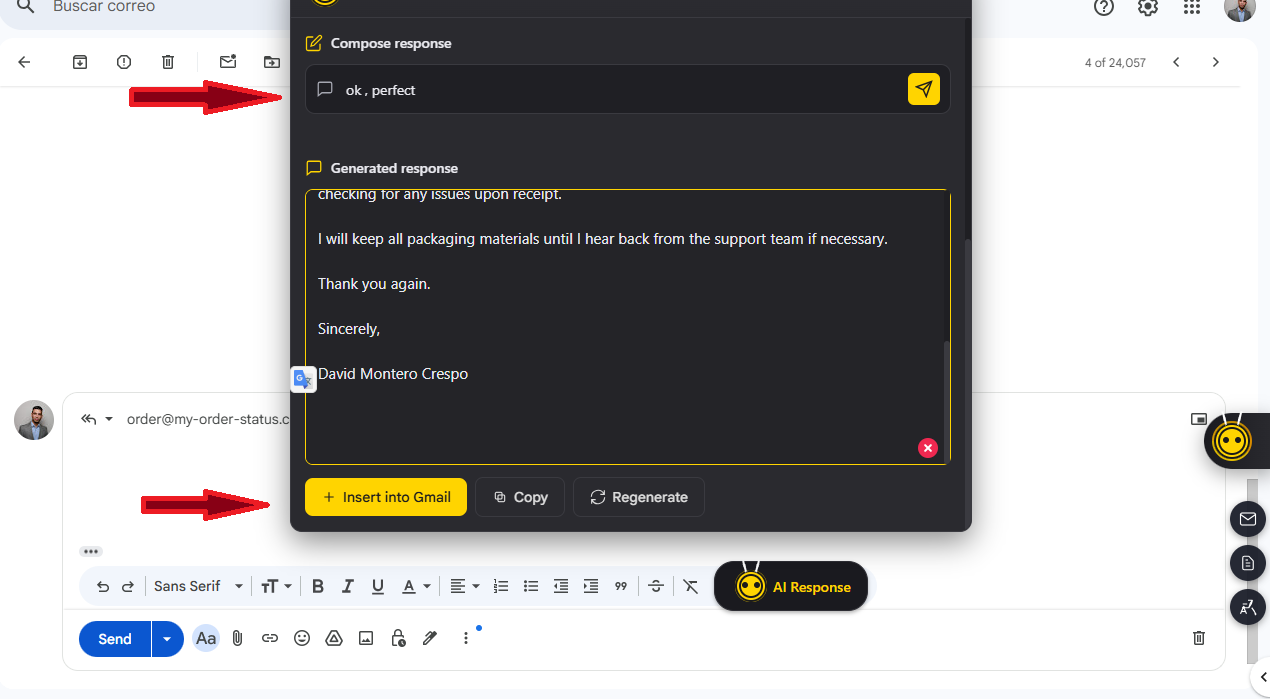 Buscar correo
Compose response
4 of 24,057
ok , perfect
Generated response
checking for any issues upon receipt.
I will keep all packaging materials until I hear back from the support team if necessary.
Thank you again.
Sincerely,
David Montero Crespo
order@my-order-status.c
+ Insert into Gmail
Copy
Regenerate
Sans Serif
B I U A
AI Response
Send
Aa